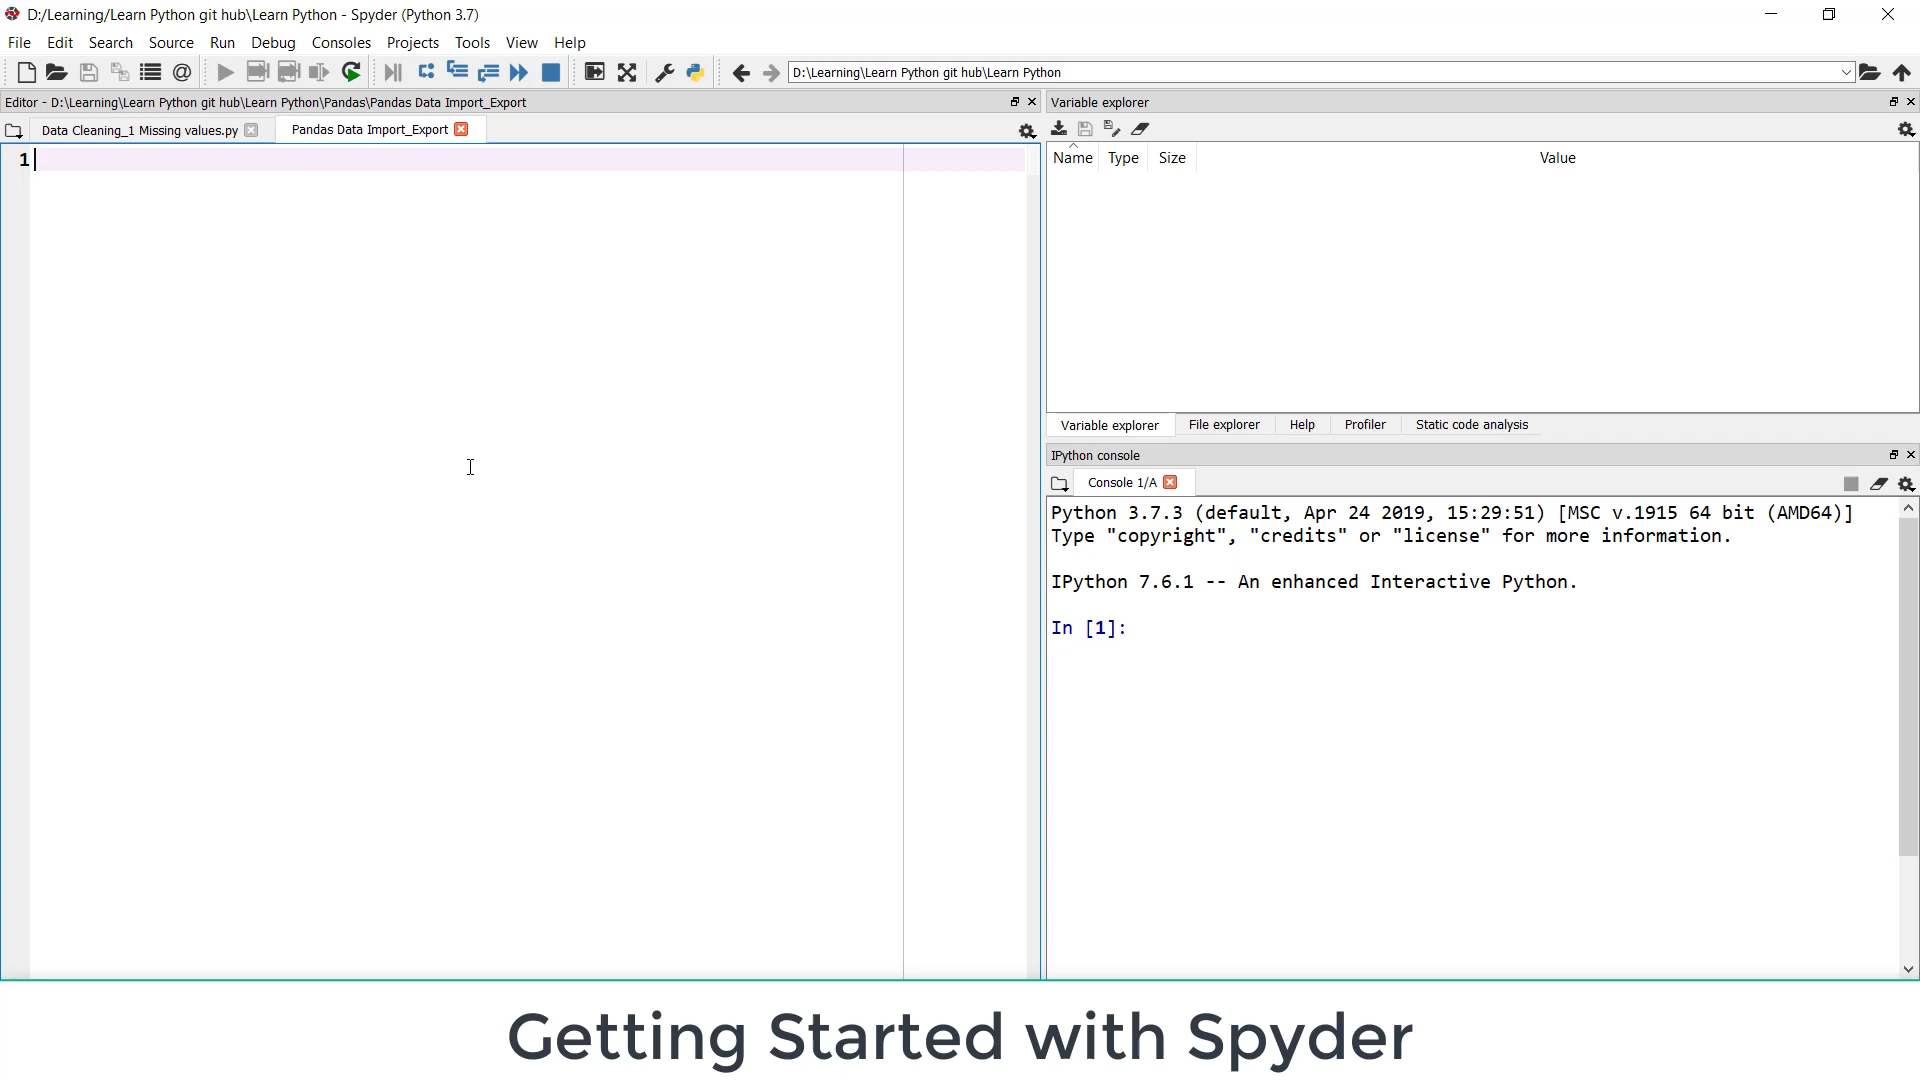 D:/Learning/Learn Python git hub\Learn Python - Spyder (Python 3.7)
File Edit Search Source Run Debug Consoles Projects Tools View Help
D:\Learning\Learn Python git hub\Learn Python
Editor - D:\Learning\Learn Python git hub\Learn Python\Pandas\Pandas Data Import_Export
Data Cleaning_1 Missing values.py Pandas Data Import_Export
1
Variable explorer
Name Type Size Value
Variable explorer File explorer Help Profiler Static code analysis
IPython console
Console 1/A
Python 3.7.3 (default, Apr 24 2019, 15:29:51) [MSC v.1915 64 bit (AMD64)]
Type "copyright", "credits" or "license" for more information.
IPython 7.6.1 -- An enhanced Interactive Python.
In [1]:
Getting Started with Spyder